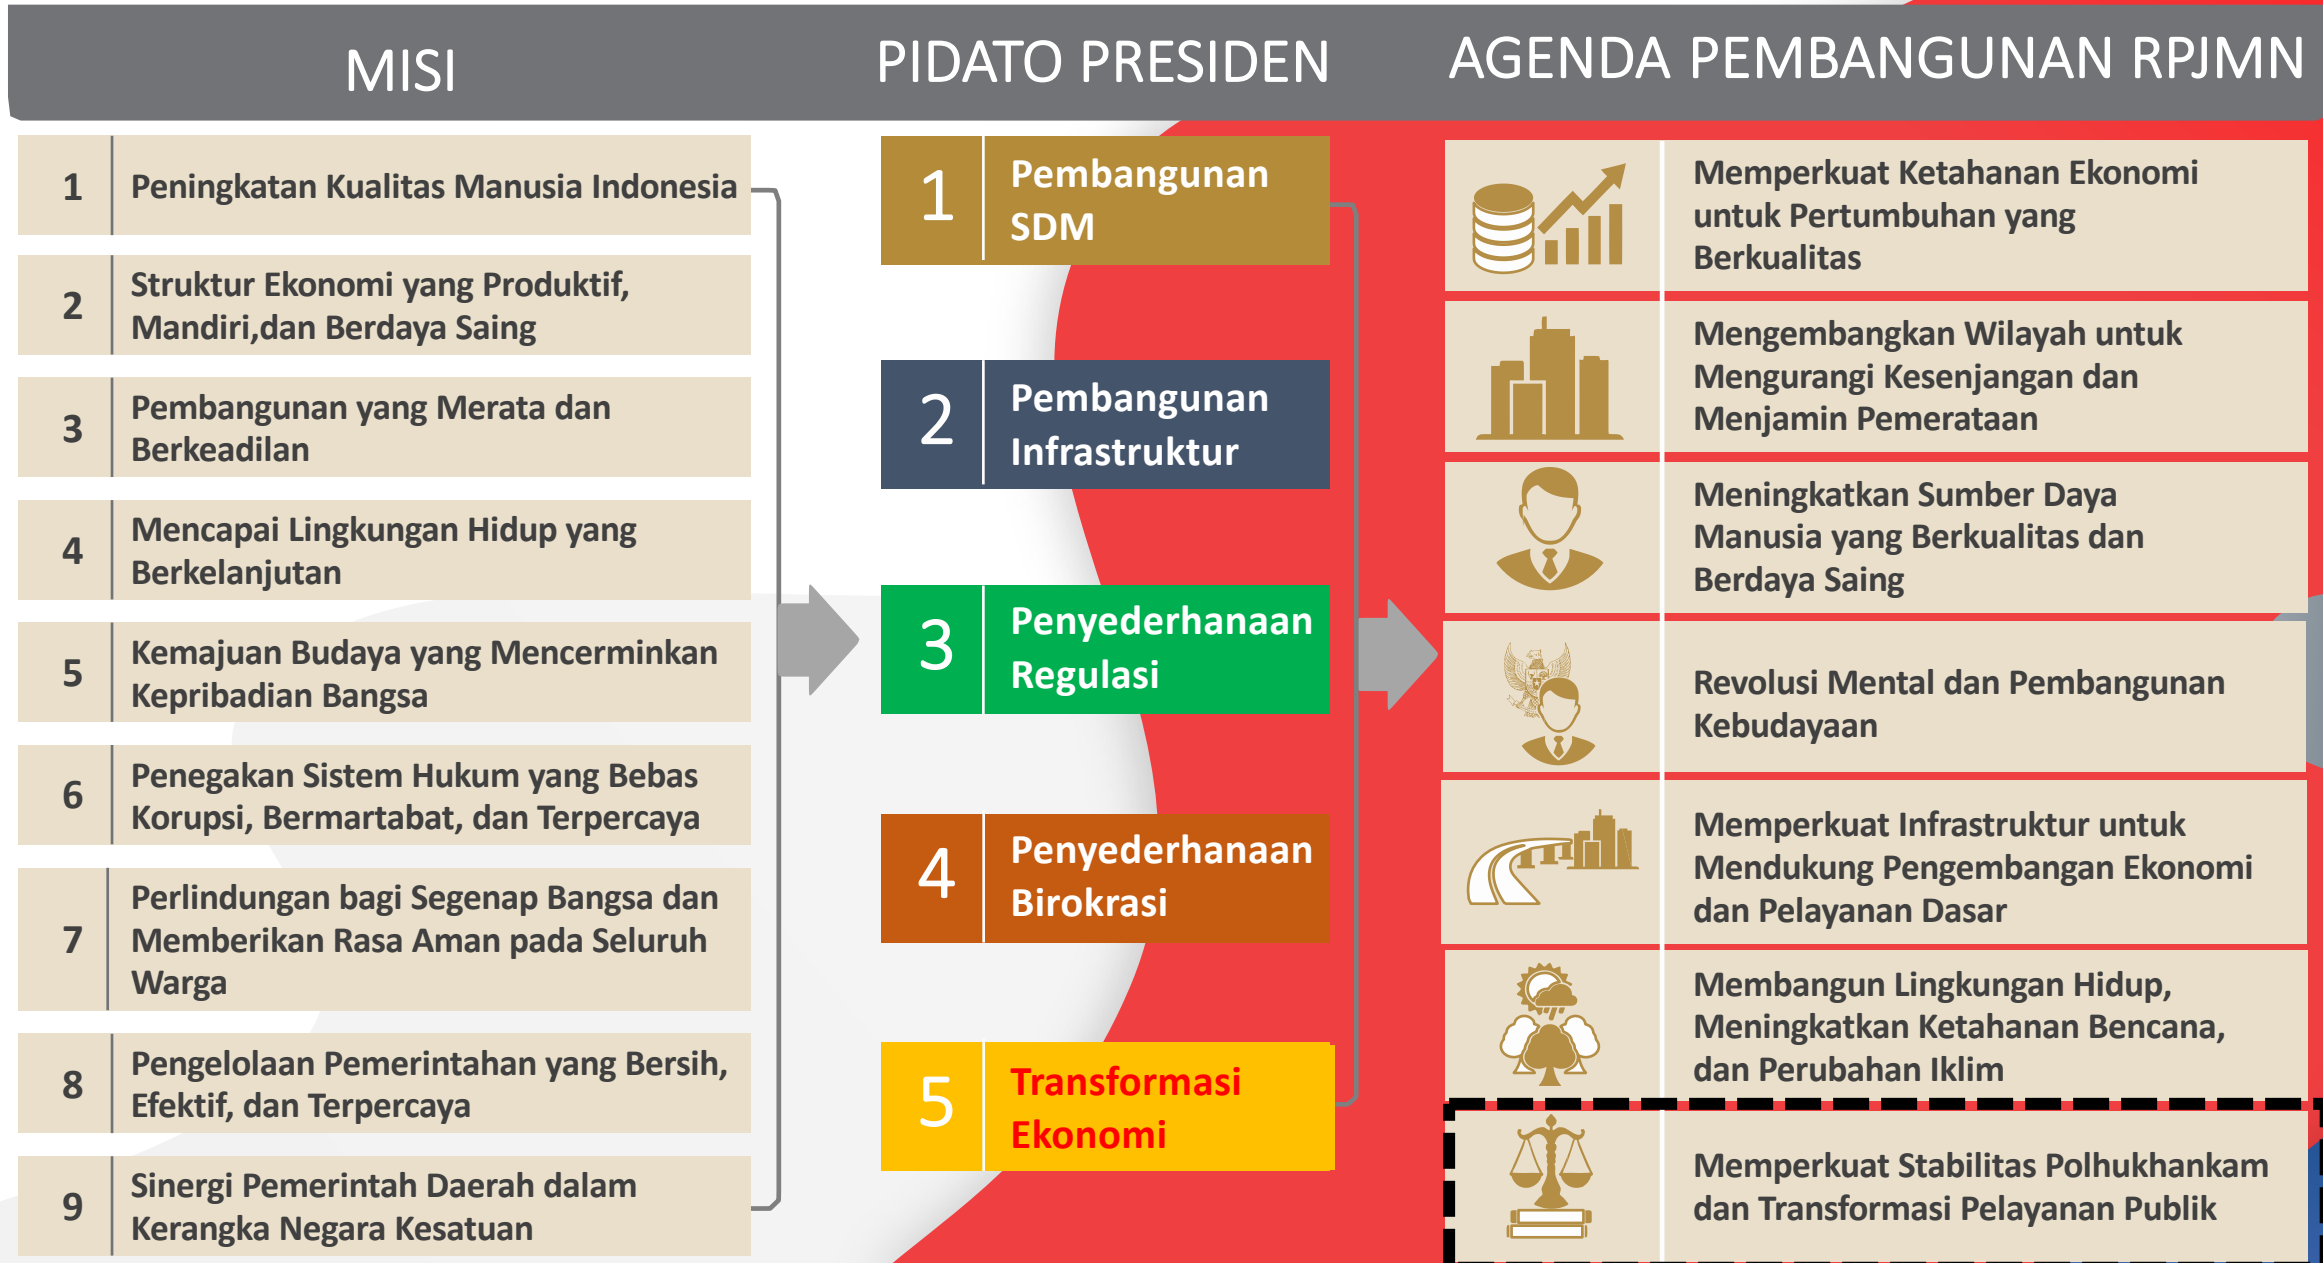 MISI
PIDATO PRESIDEN
AGENDA PEMBANGUNAN RPJMN
1
Peningkatan Kualitas Manusia Indonesia
2
Struktur Ekonomi yang Produktif,
Mandiri,dan Berdaya Saing
3
Pembangunan yang Merata dan
Berkeadilan
4
Mencapai Lingkungan Hidup yang
Berkelanjutan
5
Kemajuan Budaya yang Mencerminkan
Kepribadian Bangsa
6
Penegakan Sistem Hukum yang Bebas
Korupsi, Bermartabat, dan Terpercaya
7
Perlindungan bagi Segenap Bangsa dan
Memberikan Rasa Aman pada Seluruh
Warga
8
Pengelolaan Pemerintahan yang Bersih,
Efektif, dan Terpercaya
9
Sinergi Pemerintah Daerah dalam
Kerangka Negara Kesatuan
1
Pembangunan
SDM
2
Pembangunan
Infrastruktur
3
Penyederhanaan
Regulasi
4
Penyederhanaan
Birokrasi
5
Transformasi
Ekonomi
Memperkuat Ketahanan Ekonomi
untuk Pertumbuhan yang
Berkualitas
Mengembangkan Wilayah untuk
Mengurangi Kesenjangan dan
Menjamin Pemerataan
Meningkatkan Sumber Daya
Manusia yang Berkualitas dan
Berdaya Saing
Revolusi Mental dan Pembangunan
Kebudayaan
Memperkuat Infrastruktur untuk
Mendukung Pengembangan Ekonomi
dan Pelayanan Dasar
Membangun Lingkungan Hidup,
Meningkatkan Ketahanan Bencana,
dan Perubahan Iklim
Memperkuat Stabilitas Polhukhankam
dan Transformasi Pelayanan Publik